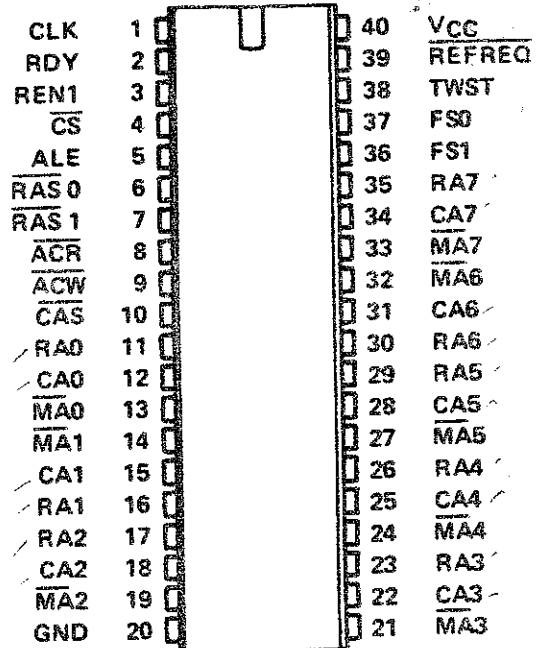 CLK 1 40 VCC
RDY 2 39 REFREQ
REN1 3 38 TWST
CS 4 37 FS0
ALE 5 36 FS1
RAS 0 6 35 RA7
RAS 1 7 34 CA7
ACR 8 33 MA7
ACW 9 32 MA6
CAS 10 31 CA6
RA0 11 30 RA6
CA0 12 29 RA5
MA0 13 28 CA5
MA1 14 27 MA5
CA1 15 26 RA4
RA1 16 25 CA4
RA2 17 24 MA4
CA2 18 23 RA3
MA2 19 22 CA3
GND 20 21 MA3